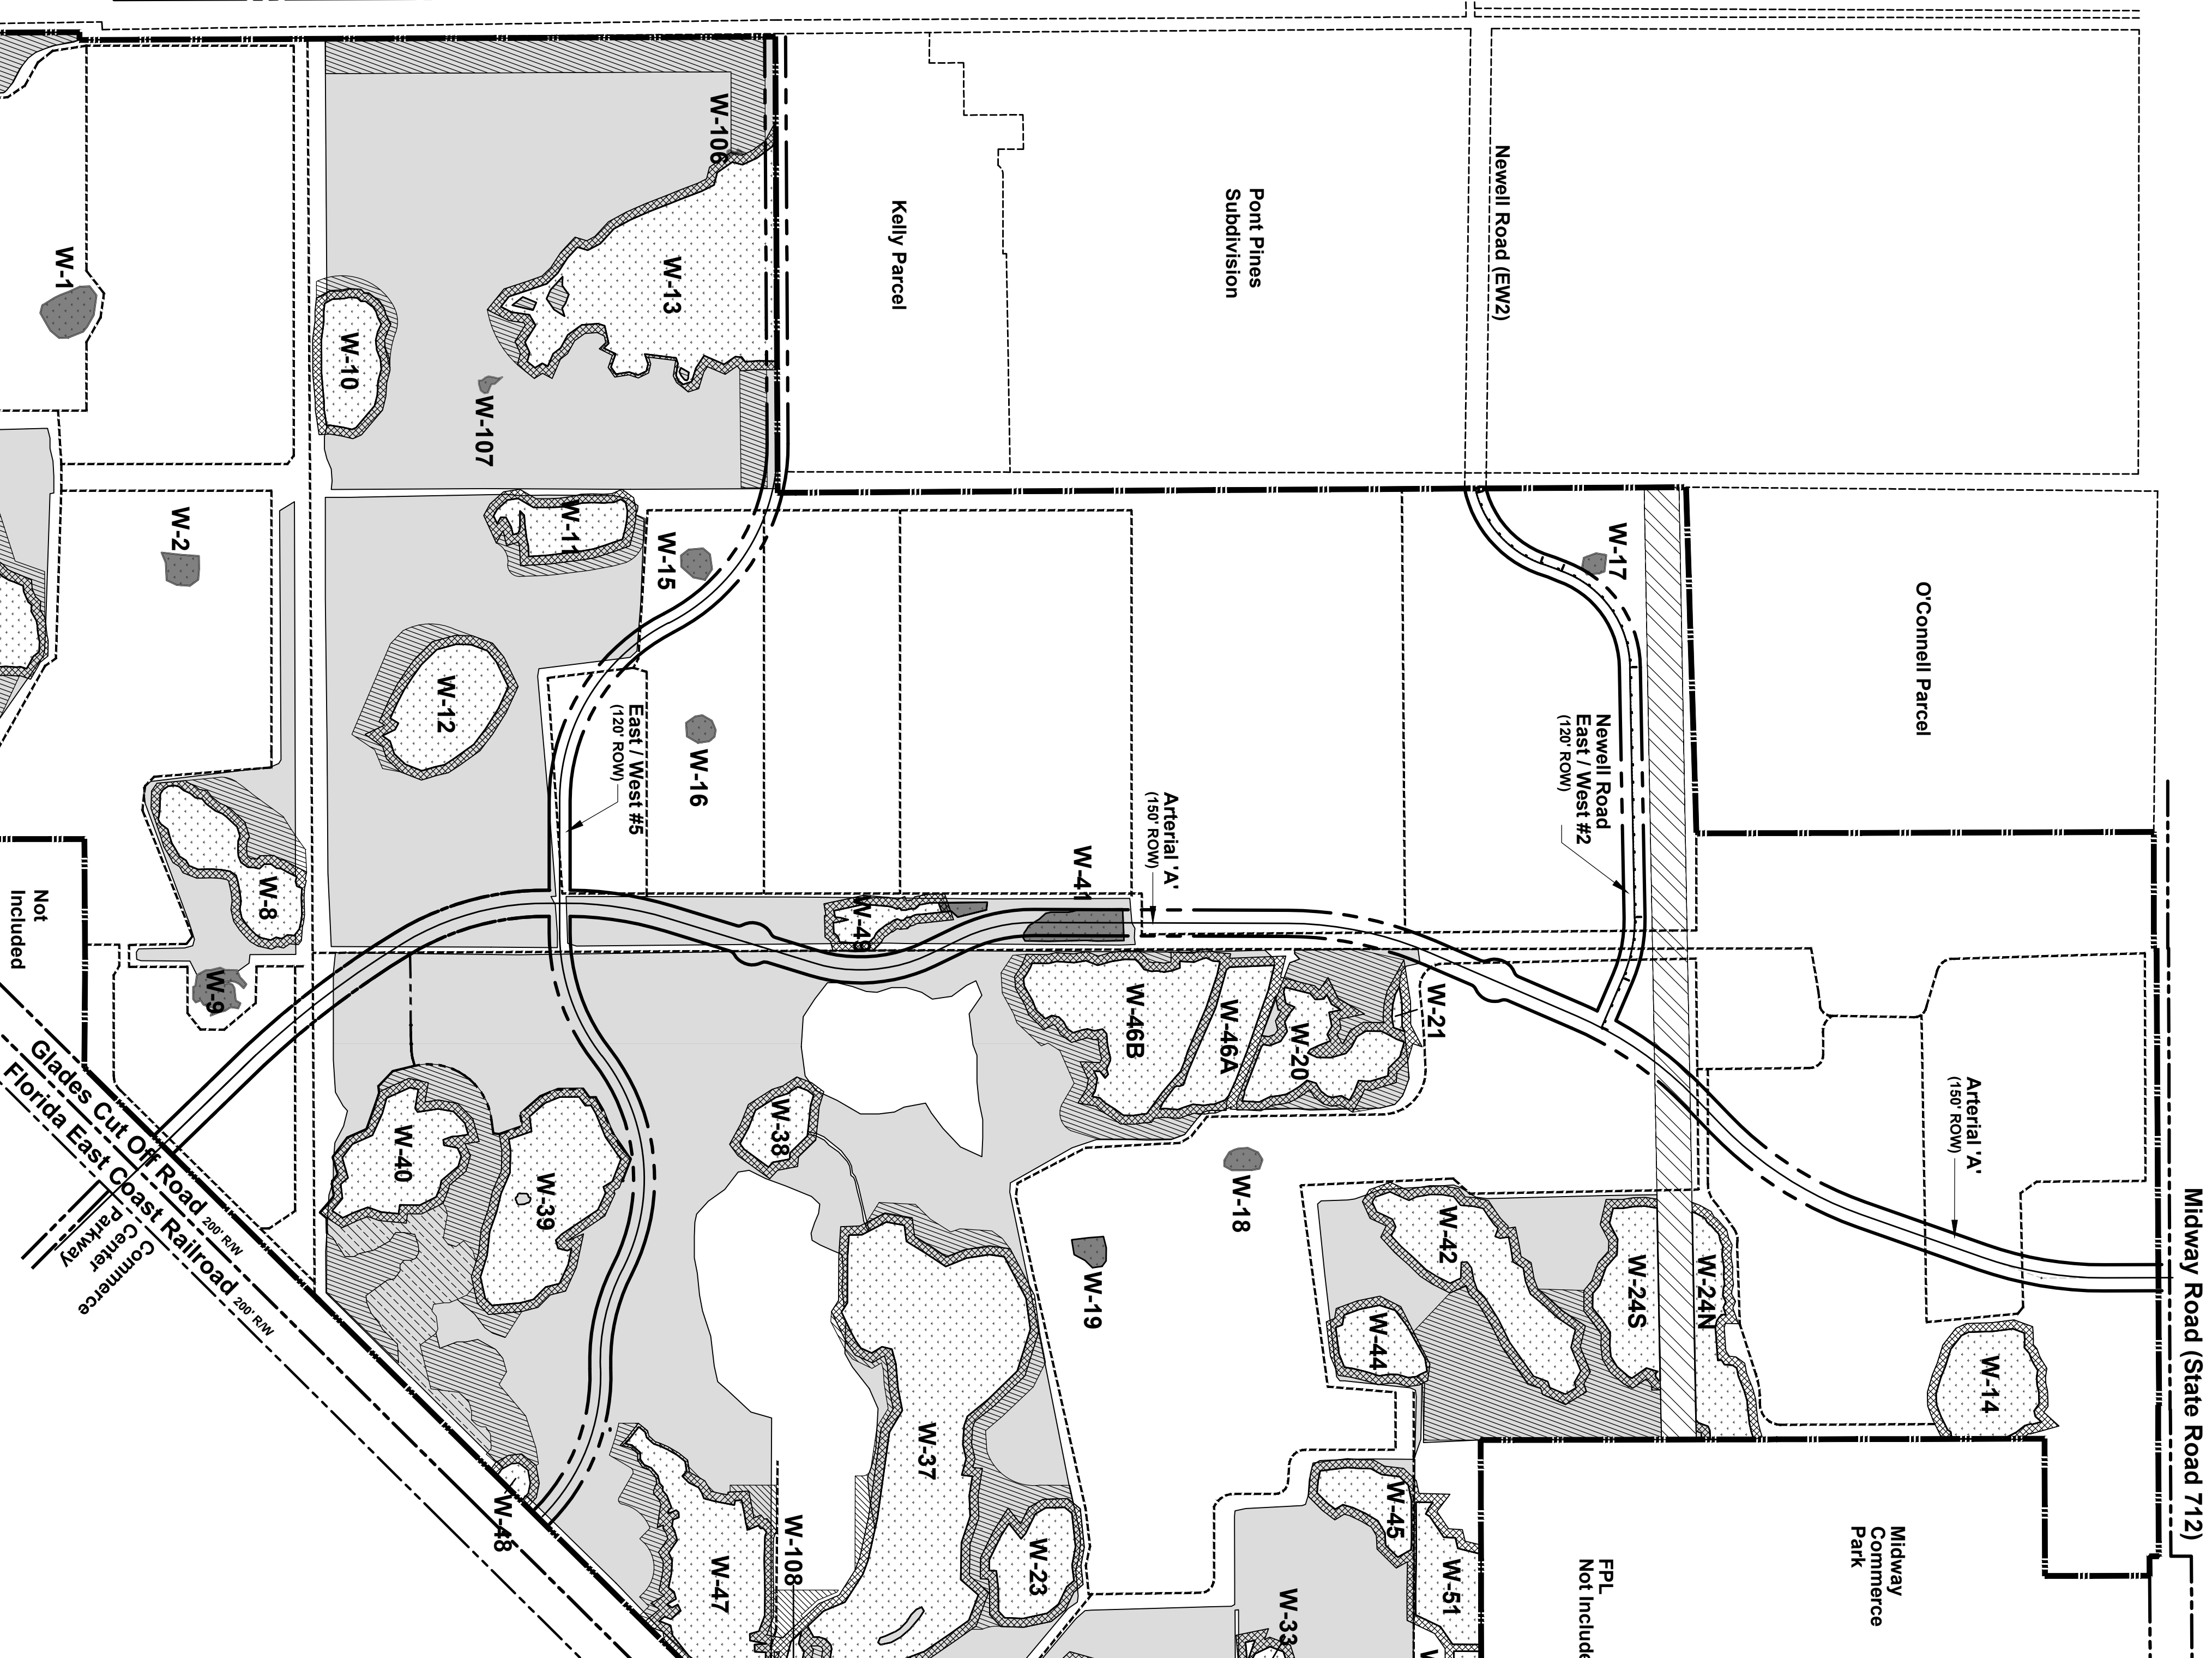 Midway Road (State Road 712)
Newell Road (EW2)
Pont Pines
Subdivision
Kelly Parcel
O'Connell Parcel
W-106
W-13
W-10
W-107
W-1
W-2
W-11
W-12
W-15
W-16
W-17
East / West #5
(120' ROW)
Newell Road
East / West #2
(120' ROW)
Arterial 'A'
(150' ROW)
W-41
W-49
W-8
W-9
Not
Included
W-46B
W-46A
W-20
W-21
W-38
W-40
W-39
W-18
W-19
W-42
W-24S
W-24N
W-44
W-14
Arterial 'A'
(150' ROW)
Glades Cut Off Road 200' R/W
Florida East Coast Railroad 200' R/W
Commerce
Center
Parkway
W-37
W-45
W-51
W-23
W-47
W-48
W-108
W-33
FPL
Not Include
Midway
Commerce
Park